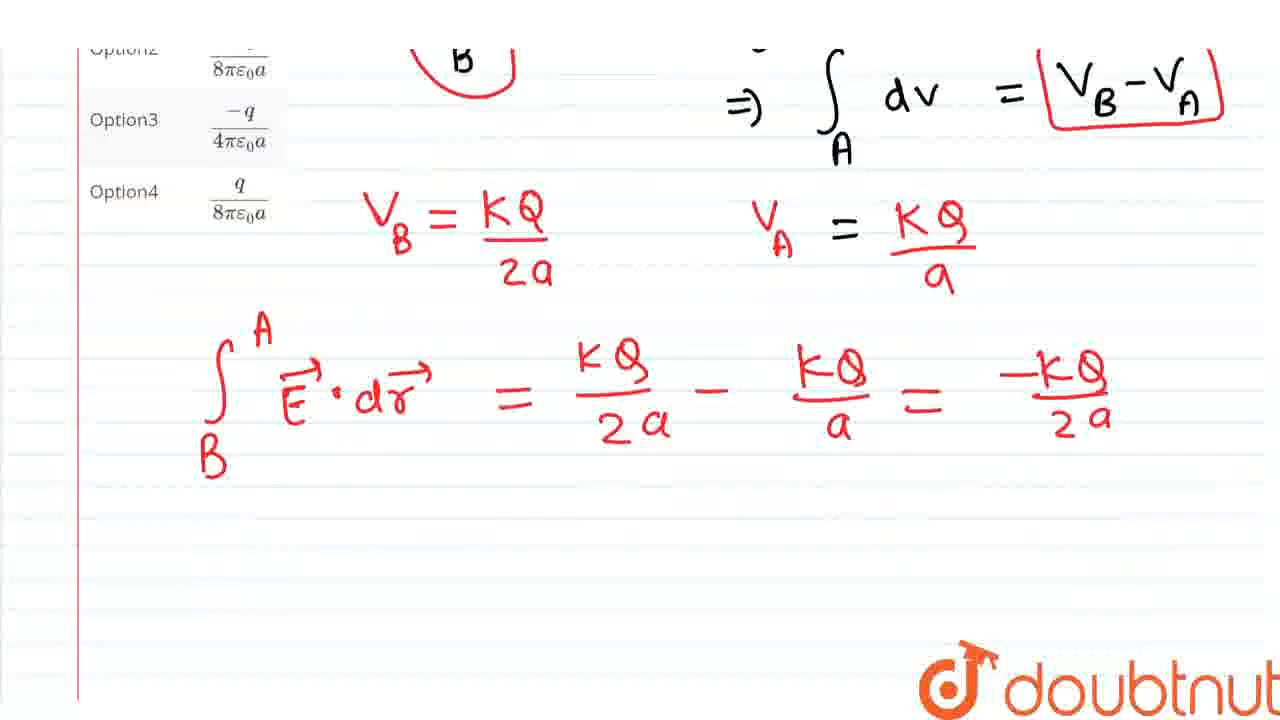 Option2
8πε₀a
B
⇒ ∫_A dv = V_B - V_A
Option3 -q/4πε₀a
Option4 q/8πε₀a
V_B = KQ/2a V_A = KQ/a
∫_B^A E⃗ · dr⃗ = KQ/2a - KQ/a = -KQ/2a
doubtnut